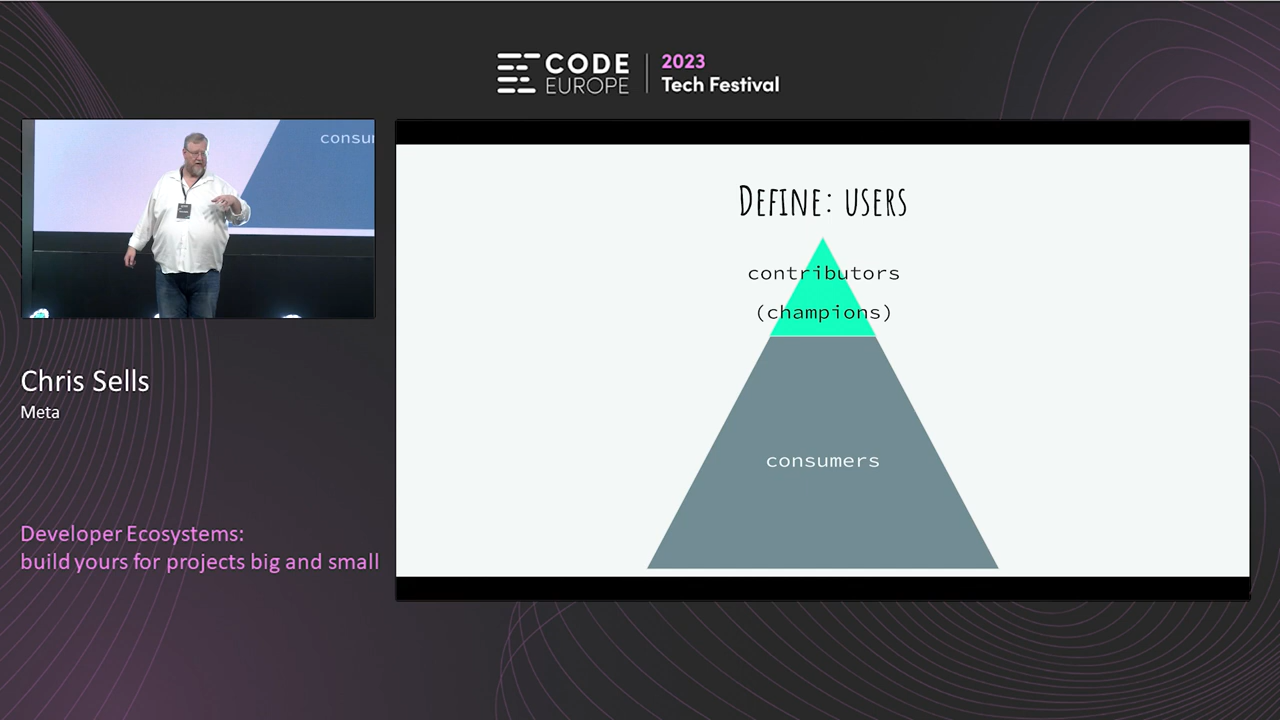 CODE
EUROPE
2023
Tech Festival
consu
Chris Sells
Meta
Developer Ecosystems:
build yours for projects big and small
DEFINE: USERS
contributors
(champions)
consumers